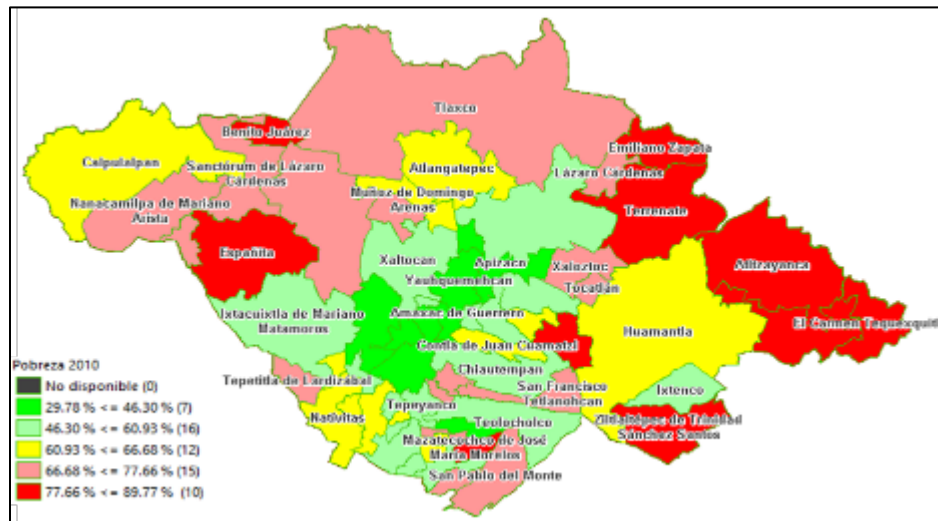 Tlaxco
Benito Juárez
Emiliano Zapata
Calpulalpan
Sanctórum de Lázaro
Cárdenas
Atlangatepec
Lázaro Cárdenas
Muñoz de Domingo
Arenas
Nanacamilpa de Mariano
Arista
Terrenate
Españita
Xaltocan
Apizaco
Xaloztoc
Altzayanca
Yauhquemehcan
Tocatlán
Ixtacuixtla de Mariano
Matamoros
Amaxac de Guerrero
Huamantla
El Carmen Tequexquitl
Contla de Juan Cuamatzi
Pobreza 2010
No disponible (0)
29.78 % <= 46.30 % (7)
46.30 % <= 60.93 % (16)
60.93 % <= 66.68 % (12)
66.68 % <= 77.66 % (15)
77.66 % <= 89.77 % (10)
Chiautempan
Tepetitla de Lardizábal
San Francisco
Tetlanohcan
Ixtenco
Nativitas
Tepeyanco
Teolocholco
Ziltlaltépec de Trinidad
Sánchez Santos
Mazatecochco de José
María Morelos
San Pablo del Monte